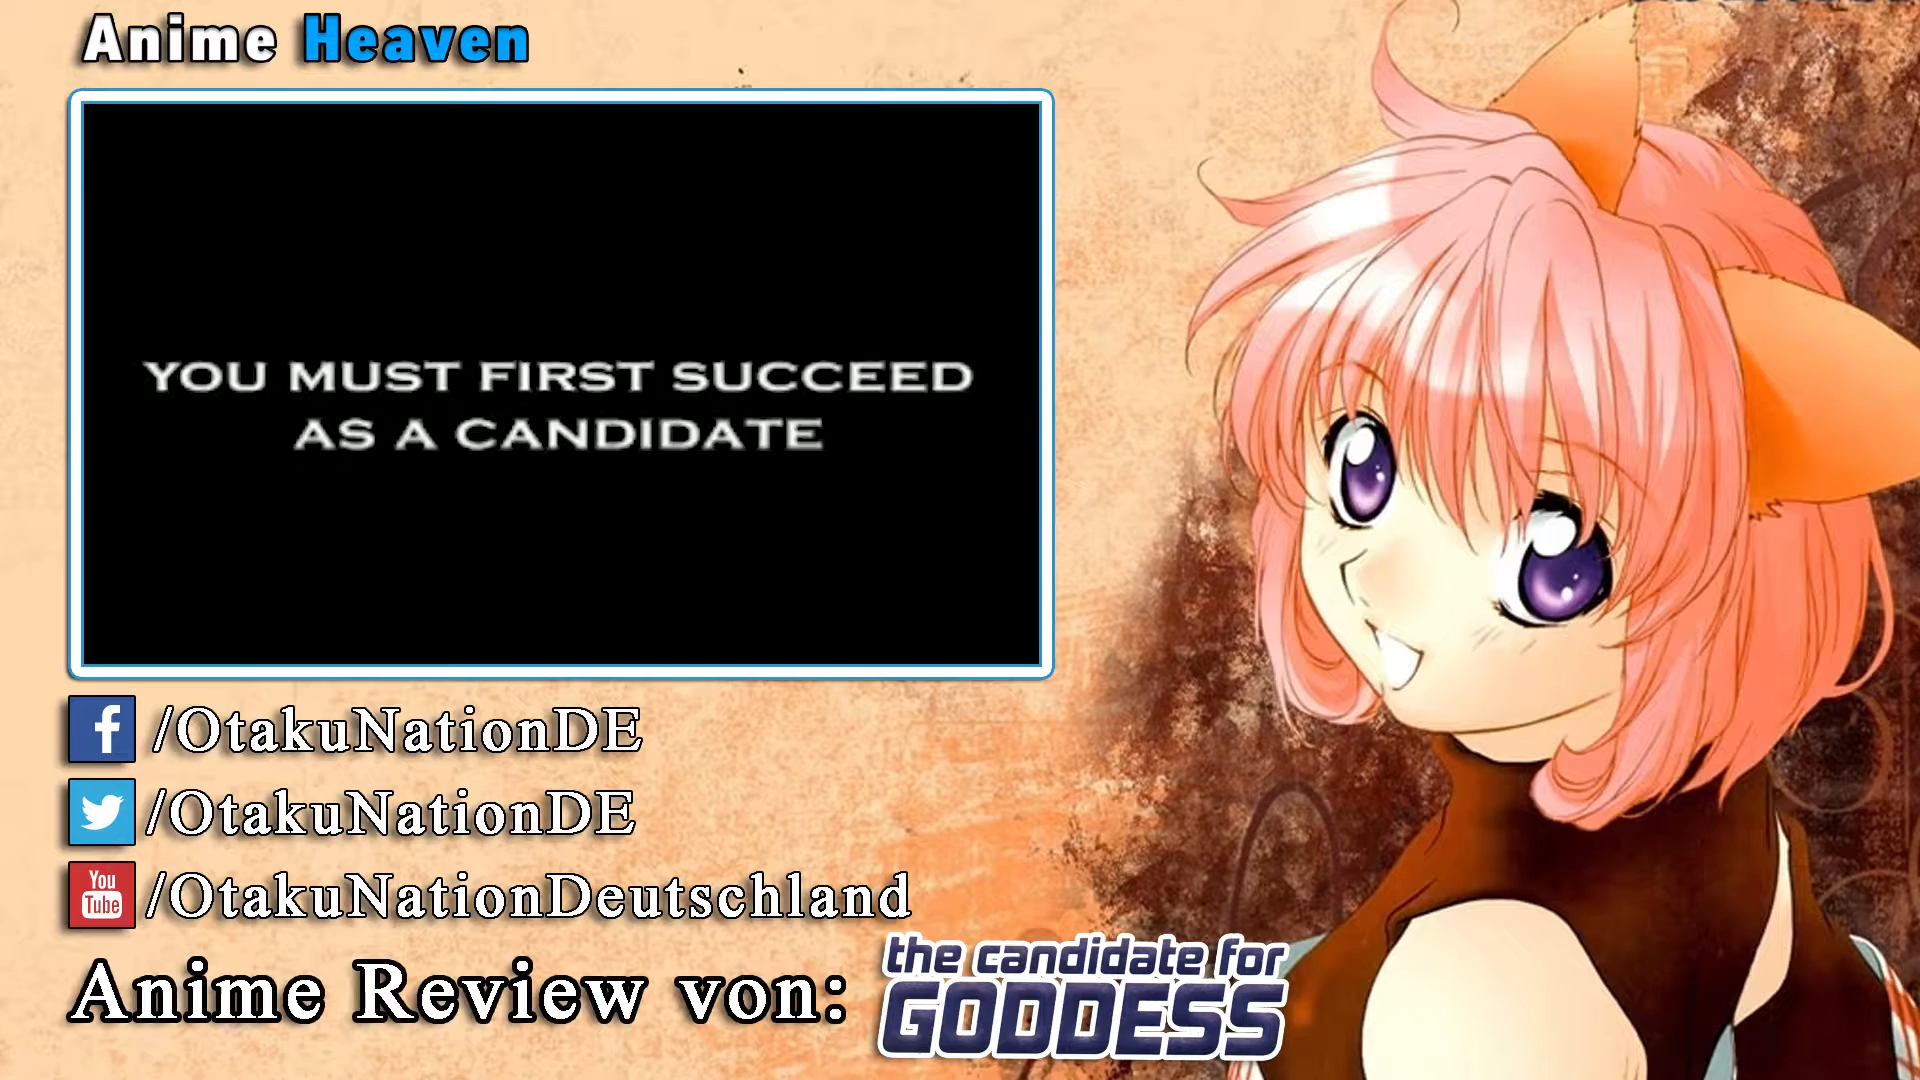 Anime Heaven
YOU MUST FIRST SUCCEED
AS A CANDIDATE
f /OtakuNationDE
/OtakuNationDE
You
Tube /OtakuNationDeutschland
Anime Review von:
the candidate for
GODDESS